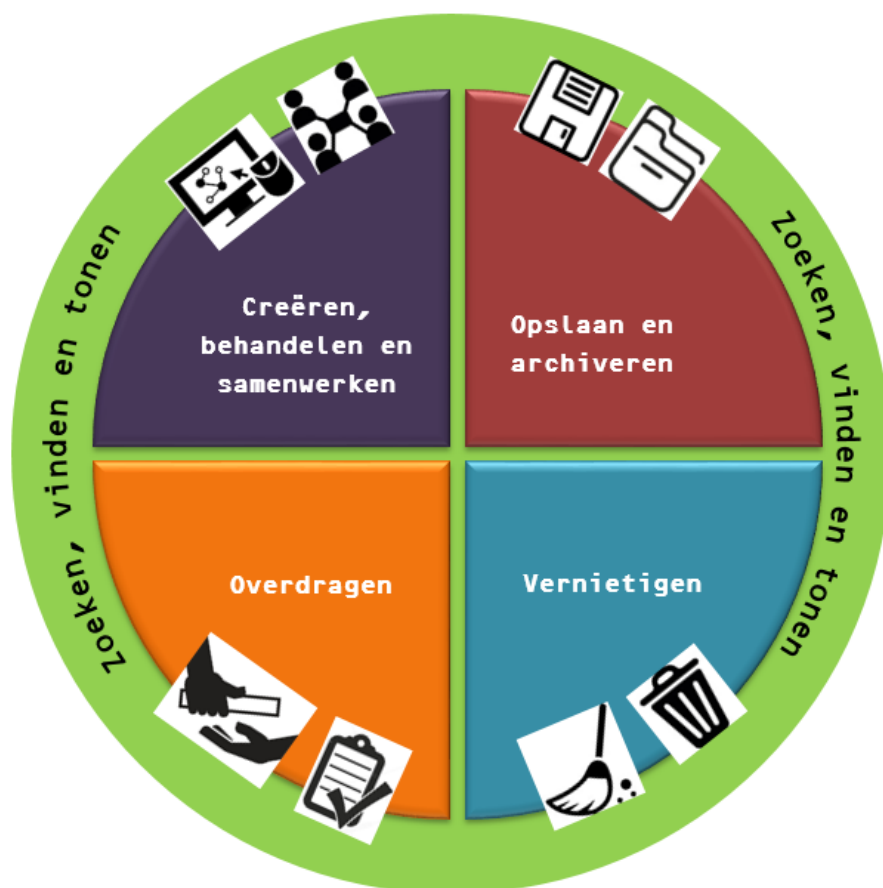 Zoeken, vinden en tonen
Creëren,
behandelen en
samenwerken
Opslaan en
archiveren
Zoeken, vinden en tonen
Overdragen
Vernietigen